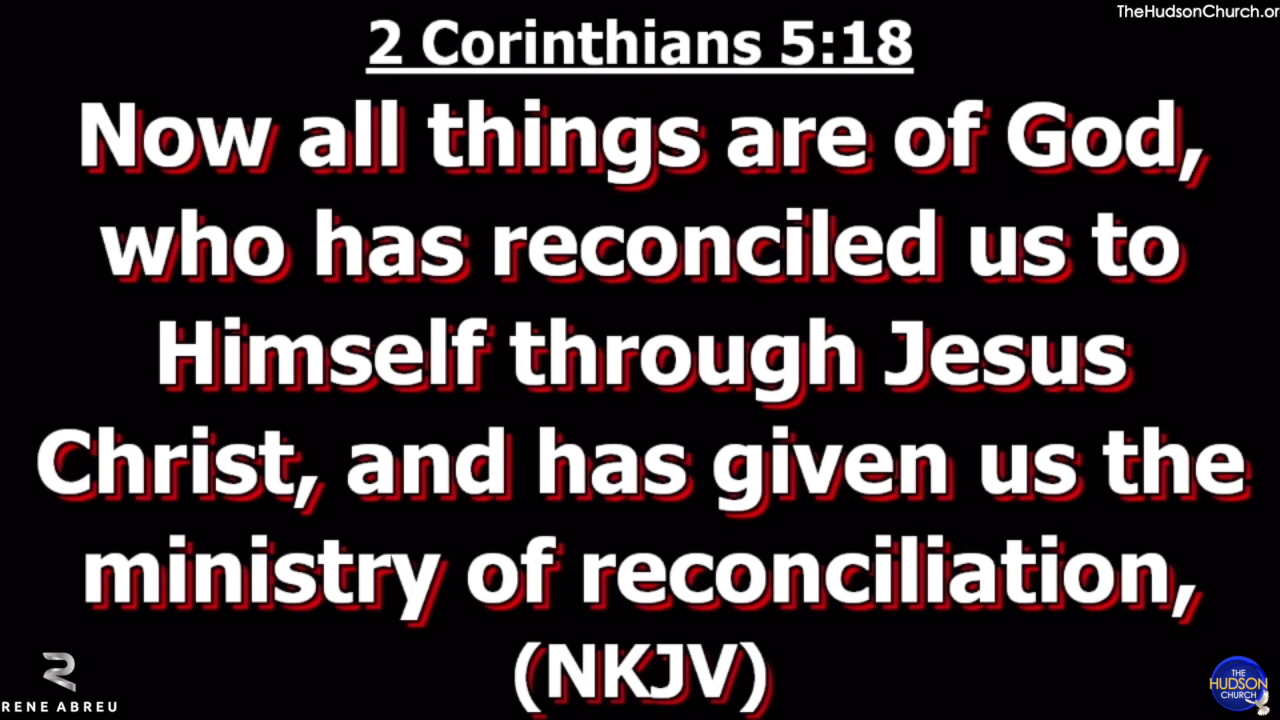 TheHudsonChurch.or
2 Corinthians 5:18
Now all things are of God,
who has reconciled us to
Himself through Jesus
Christ, and has given us the
ministry of reconciliation,
(NKJV)
RENE ABREU
THE
HUDSON
CHURCH